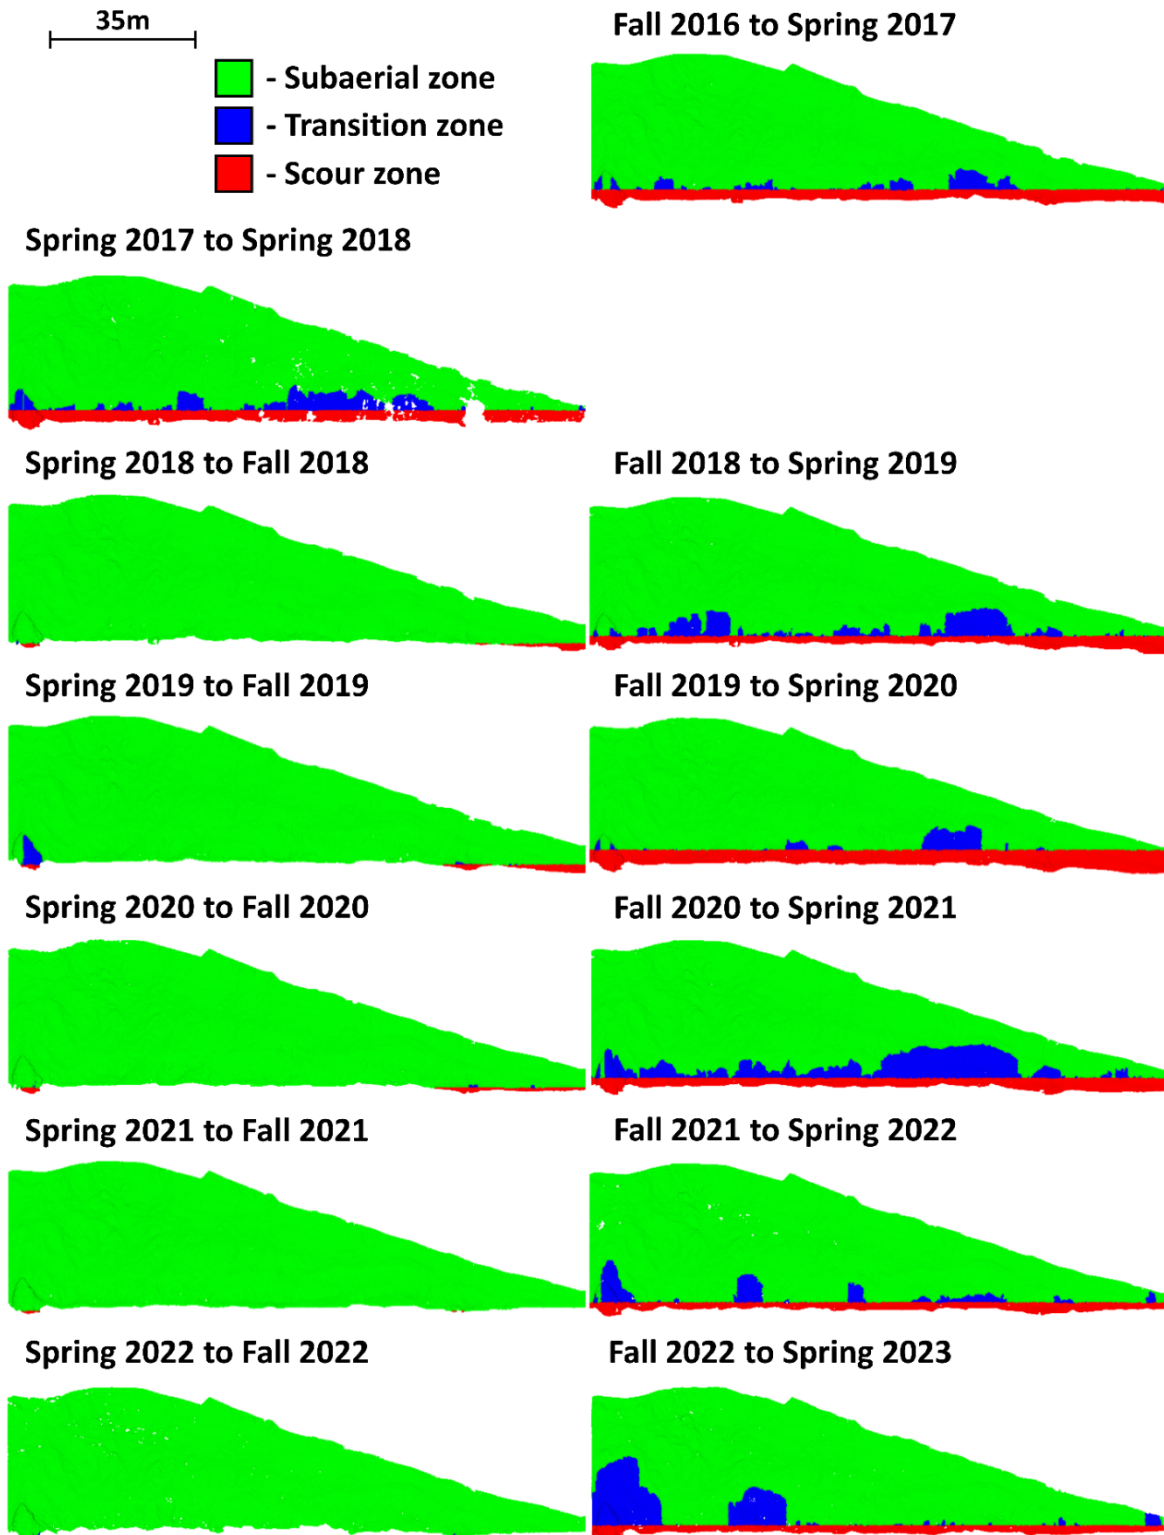 35m
Fall 2016 to Spring 2017
- Subaerial zone
- Transition zone
- Scour zone
Spring 2017 to Spring 2018
Spring 2018 to Fall 2018
Fall 2018 to Spring 2019
Spring 2019 to Fall 2019
Fall 2019 to Spring 2020
Spring 2020 to Fall 2020
Fall 2020 to Spring 2021
Spring 2021 to Fall 2021
Fall 2021 to Spring 2022
Spring 2022 to Fall 2022
Fall 2022 to Spring 2023